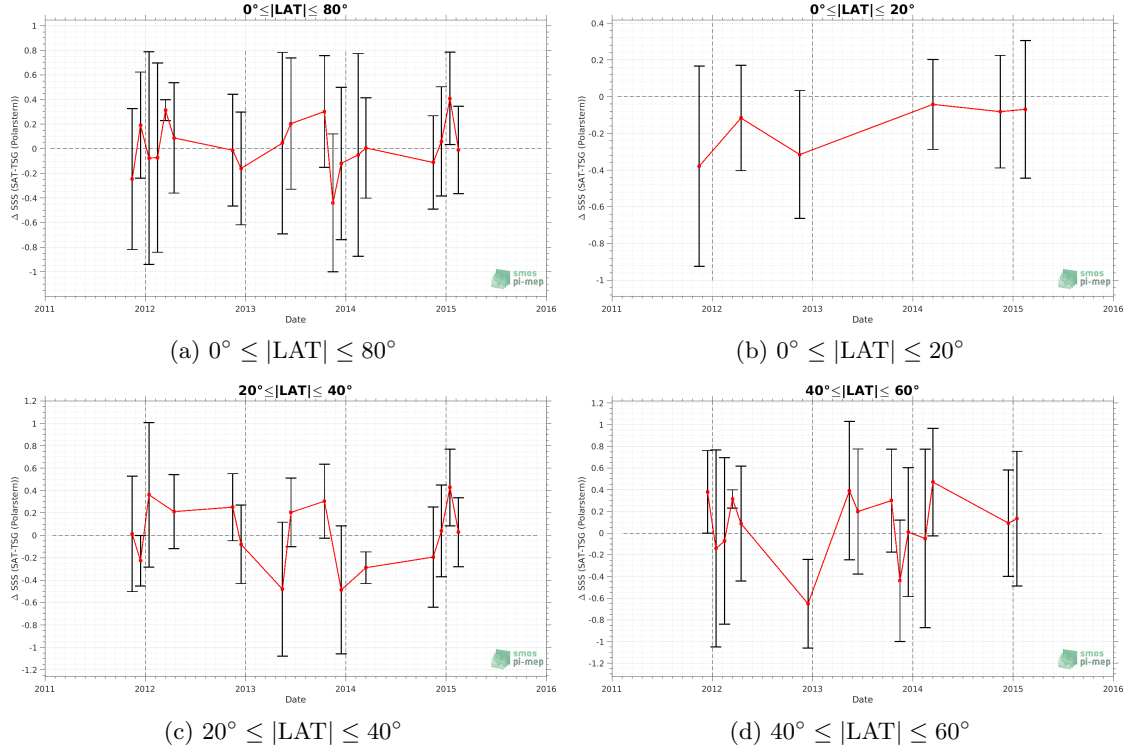 0°≤|LAT|≤ 80°
Δ SSS (SAT-TSG (Polarstern))
1
0.8
0.6
0.4
0.2
0
-0.2
-0.4
-0.6
-0.8
-1
2011 2012 2013 2014 2015 2016
Date
smos
pi-mep
(a) 0° ≤ |LAT| ≤ 80°
0°≤|LAT|≤ 20°
Δ SSS (SAT-TSG (Polarstern))
0.4
0.2
0
-0.2
-0.4
-0.6
-0.8
-1
2011 2012 2013 2014 2015 2016
Date
smos
pi-mep
(b) 0° ≤ |LAT| ≤ 20°
20°≤|LAT|≤ 40°
Δ SSS (SAT-TSG (Polarstern))
1.2
1
0.8
0.6
0.4
0.2
0
-0.2
-0.4
-0.6
-0.8
-1
-1.2
2011 2012 2013 2014 2015 2016
Date
smos
pi-mep
(c) 20° ≤ |LAT| ≤ 40°
40°≤|LAT|≤ 60°
Δ SSS (SAT-TSG (Polarstern))
1.2
1
0.8
0.6
0.4
0.2
0
-0.2
-0.4
-0.6
-0.8
-1
-1.2
2011 2012 2013 2014 2015 2016
Date
smos
pi-mep
(d) 40° ≤ |LAT| ≤ 60°